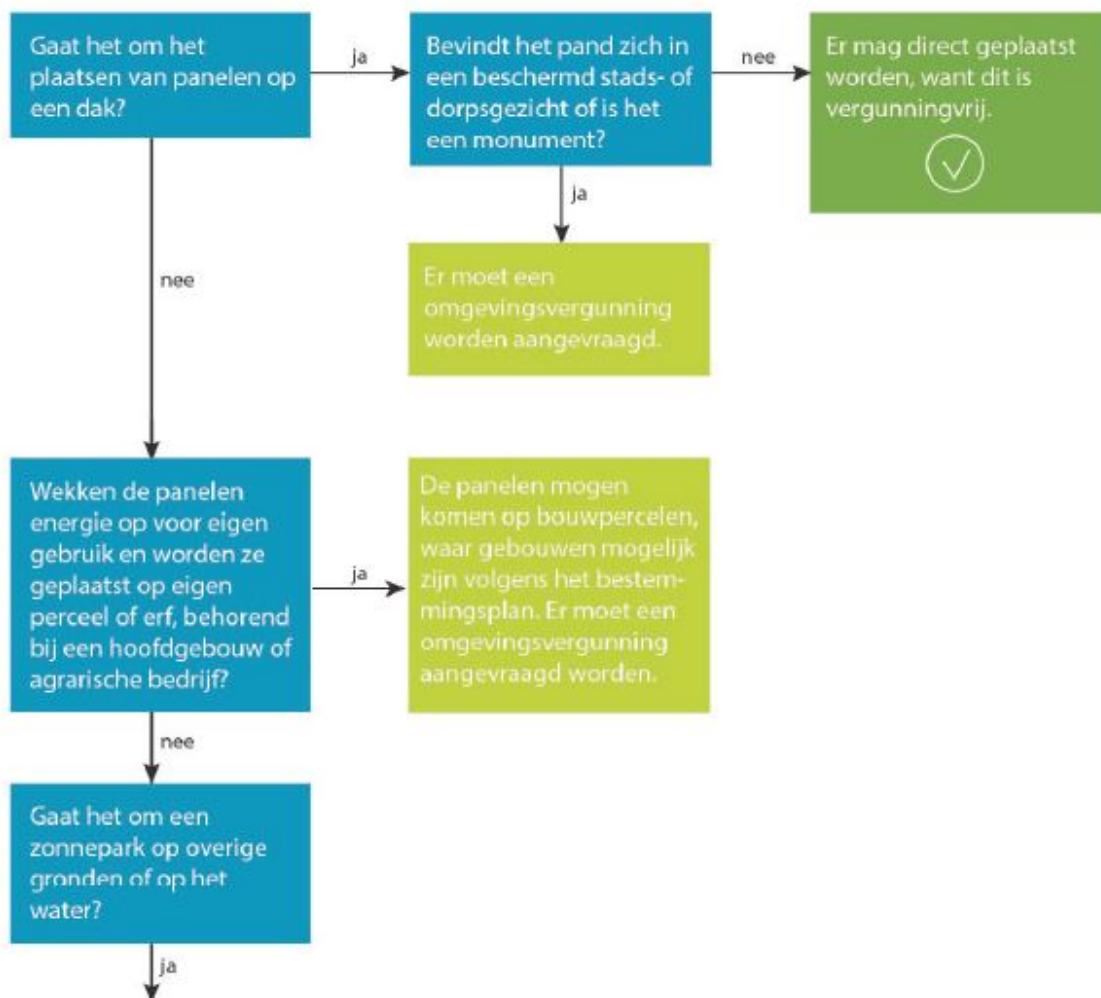 Gaat het om het
plaatsen van panelen op
een dak?
ja
Bevindt het pand zich in
een beschermd stads- of
dorpsgezicht of is het
een monument?
nee
Er mag direct geplaatst
worden, want dit is
vergunningvrij.
ja
Er moet een
omgevingsvergunning
worden aangevraagd.
nee
Wekken de panelen
energie op voor eigen
gebruik en worden ze
geplaatst op eigen
perceel of erf, behorend
bij een hoofdgebouw of
agrarische bedrijf?
ja
De panelen mogen
komen op bouwpercelen,
waar gebouwen mogelijk
zijn volgens het bestem-
mingsplan. Er moet een
omgevingsvergunning
aangevraagd worden.
nee
Gaat het om een
zonnepark op overige
gronden of op het
water?
ja